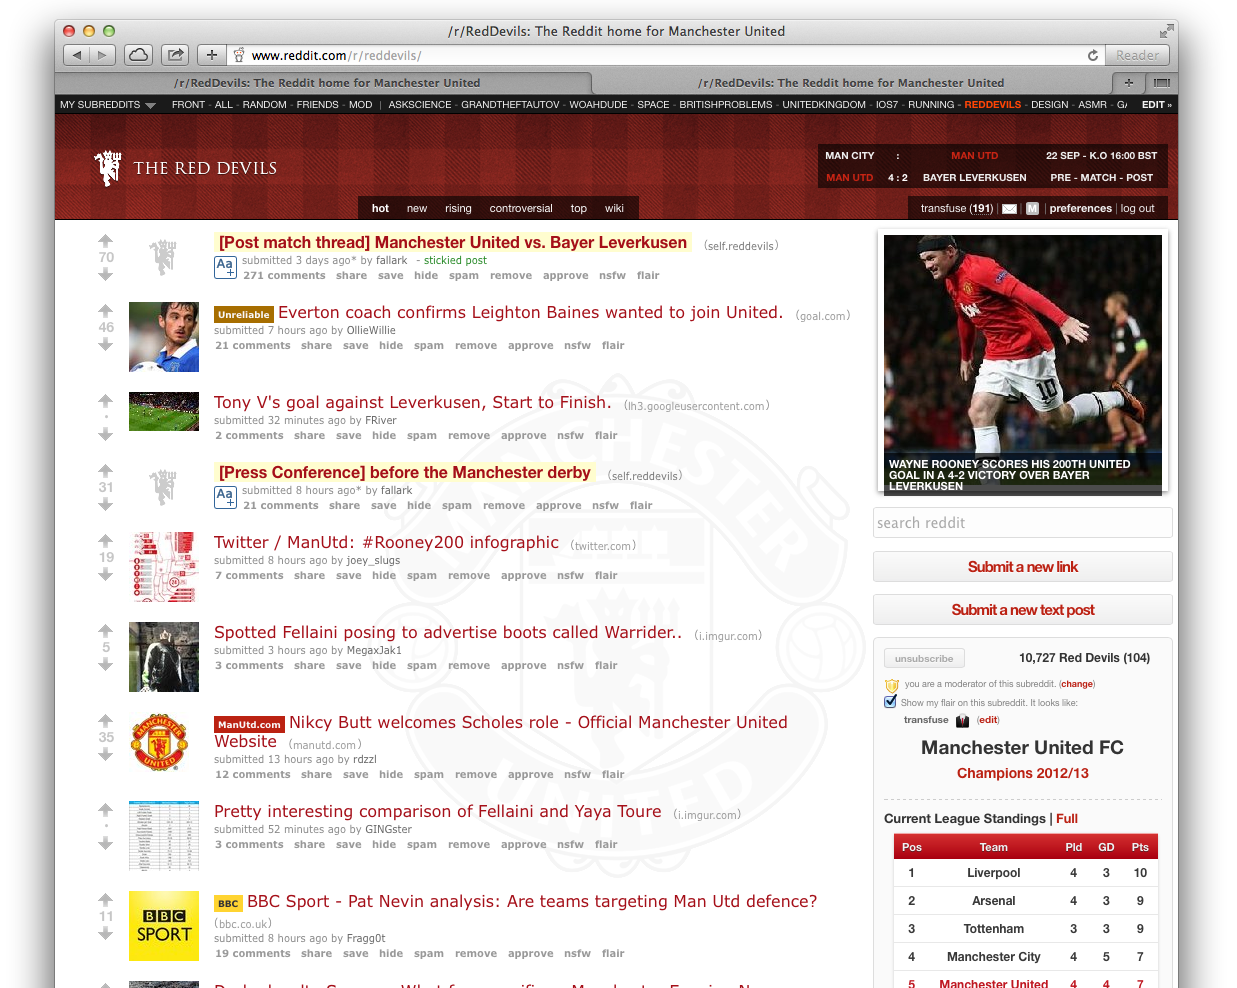 /r/RedDevils: The Reddit home for Manchester United
www.reddit.com/r/reddevils/
Reader
/r/RedDevils: The Reddit home for Manchester United
/r/RedDevils: The Reddit home for Manchester United
MY SUBREDDITS FRONT - ALL - RANDOM - FRIENDS - MOD | ASKSCIENCE - GRANDTHEFTAUTOV - WOAHDUDE - SPACE - BRITISHPROBLEMS - UNITEDKINGDOM - IOS7 - RUNNING - REDDEVILS - DESIGN - ASMR - GA EDIT »
THE RED DEVILS
MAN CITY : MAN UTD 22 SEP - K.O 16:00 BST
MAN UTD 4 : 2 BAYER LEVERKUSEN PRE - MATCH - POST
hot new rising controversial top wiki
transfuse (191) | | M | preferences | log out
70
[Post match thread] Manchester United vs. Bayer Leverkusen (self.reddevils)
Aa+ submitted 3 days ago* by fallark - stickied post
271 comments share save hide spam remove approve nsfw flair
46
Unreliable Everton coach confirms Leighton Baines wanted to join United. (goal.com)
submitted 7 hours ago by OllieWillie
21 comments share save hide spam remove approve nsfw flair
•
Tony V's goal against Leverkusen, Start to Finish. (lh3.googleusercontent.com)
submitted 32 minutes ago by FRiver
2 comments share save hide spam remove approve nsfw flair
31
[Press Conference] before the Manchester derby (self.reddevils)
Aa+ submitted 8 hours ago* by fallark
21 comments share save hide spam remove approve nsfw flair
19
Twitter / ManUtd: #Rooney200 infographic (twitter.com)
submitted 8 hours ago by joey_slugs
7 comments share save hide spam remove approve nsfw flair
5
Spotted Fellaini posing to advertise boots called Warrider.. (i.imgur.com)
submitted 3 hours ago by MegaxJak1
3 comments share save hide spam remove approve nsfw flair
35
MANCHESTER
UNITED
ManUtd.com Nikcy Butt welcomes Scholes role - Official Manchester United
Website (manutd.com)
submitted 13 hours ago by rdzzl
12 comments share save hide spam remove approve nsfw flair
•
Pretty interesting comparison of Fellaini and Yaya Toure (i.imgur.com)
submitted 52 minutes ago by GINGster
3 comments share save hide spam remove approve nsfw flair
11
BBC
SPORT
BBC BBC Sport - Pat Nevin analysis: Are teams targeting Man Utd defence?
(bbc.co.uk)
submitted 8 hours ago by Fragg0t
19 comments share save hide spam remove approve nsfw flair
MANCHESTER
UNITED
10
WAYNE ROONEY SCORES HIS 200TH UNITED
GOAL IN A 4-2 VICTORY OVER BAYER
LEVERKUSEN
search reddit
Submit a new link
Submit a new text post
unsubscribe 10,727 Red Devils (104)
you are a moderator of this subreddit. (change)
Show my flair on this subreddit. It looks like:
transfuse (edit)
Manchester United FC
Champions 2012/13
Current League Standings | Full
Pos Team Pld GD Pts
1 Liverpool 4 3 10
2 Arsenal 4 3 9
3 Tottenham 3 3 9
4 Manchester City 4 5 7
5 Manchester United 4 4 7